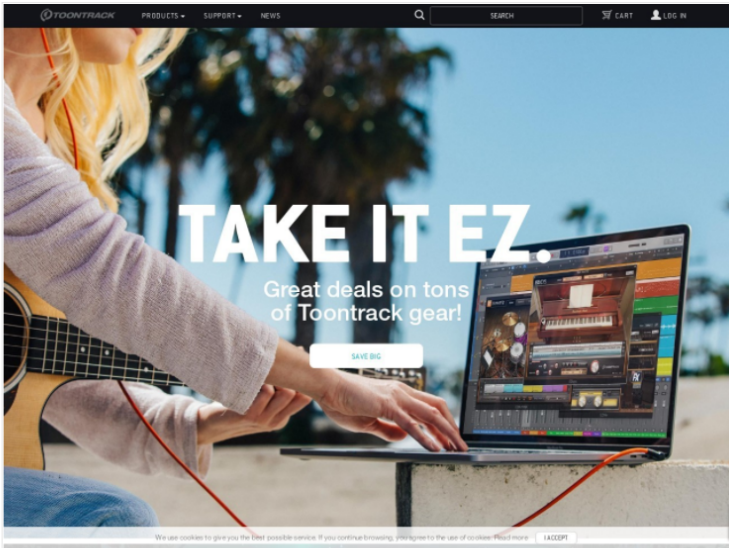 TOONTRACK
PRODUCTS SUPPORT NEWS SEARCH CART LOG IN
TAKE IT EZ.
Great deals on tons
of Toontrack gear!
SAVE BIG
We use cookies to give you the best possible service. If you continue browsing, you agree to the use of cookies. Read more I ACCEPT